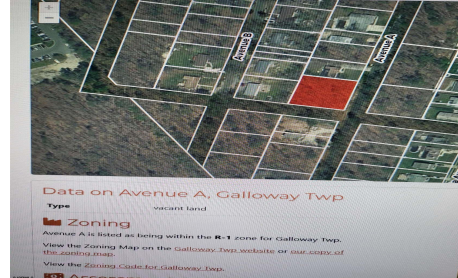 +
−
Avenue B
Avenue A
Data on Avenue A, Galloway Twp
Type vacant land
Zoning
Avenue A is listed as being within the R-1 zone for Galloway Twp.
View the Zoning Map on the Galloway Twp website or our copy of
the zoning map.
View the Zoning Code for Galloway Twp.